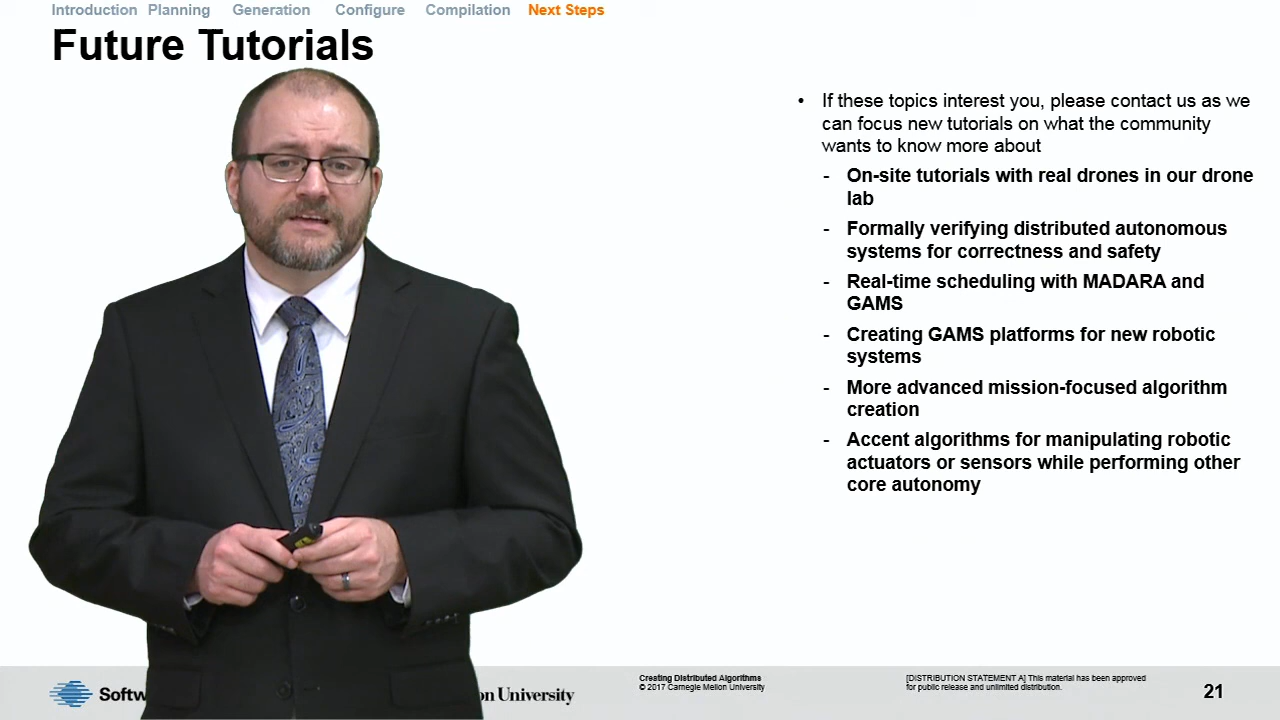 Introduction Planning Generation Configure Compilation Next Steps
Future Tutorials
• If these topics interest you, please contact us as we
can focus new tutorials on what the community
wants to know more about
- On-site tutorials with real drones in our drone
lab
- Formally verifying distributed autonomous
systems for correctness and safety
- Real-time scheduling with MADARA and
GAMS
- Creating GAMS platforms for new robotic
systems
- More advanced mission-focused algorithm
creation
- Accent algorithms for manipulating robotic
actuators or sensors while performing other
core autonomy
Softw
on University
Creating Distributed Algorithms
© 2017 Carnegie Mellon University
[DISTRIBUTION STATEMENT A] This material has been approved
for public release and unlimited distribution.
21